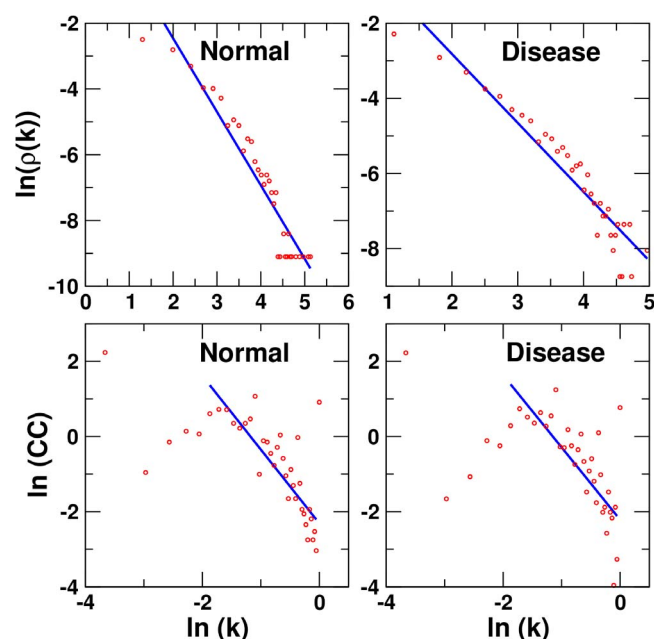 Normal
Disease
ln(ρ(k))
-2
-4
-6
-8
-10
0 1 2 3 4 5 6
-2
-4
-6
-8
1 2 3 4 5
Normal
Disease
ln (CC)
2
0
-2
-4
-4 -2 0
2
0
-2
-4
-4 -2 0
ln (k)
ln (k)